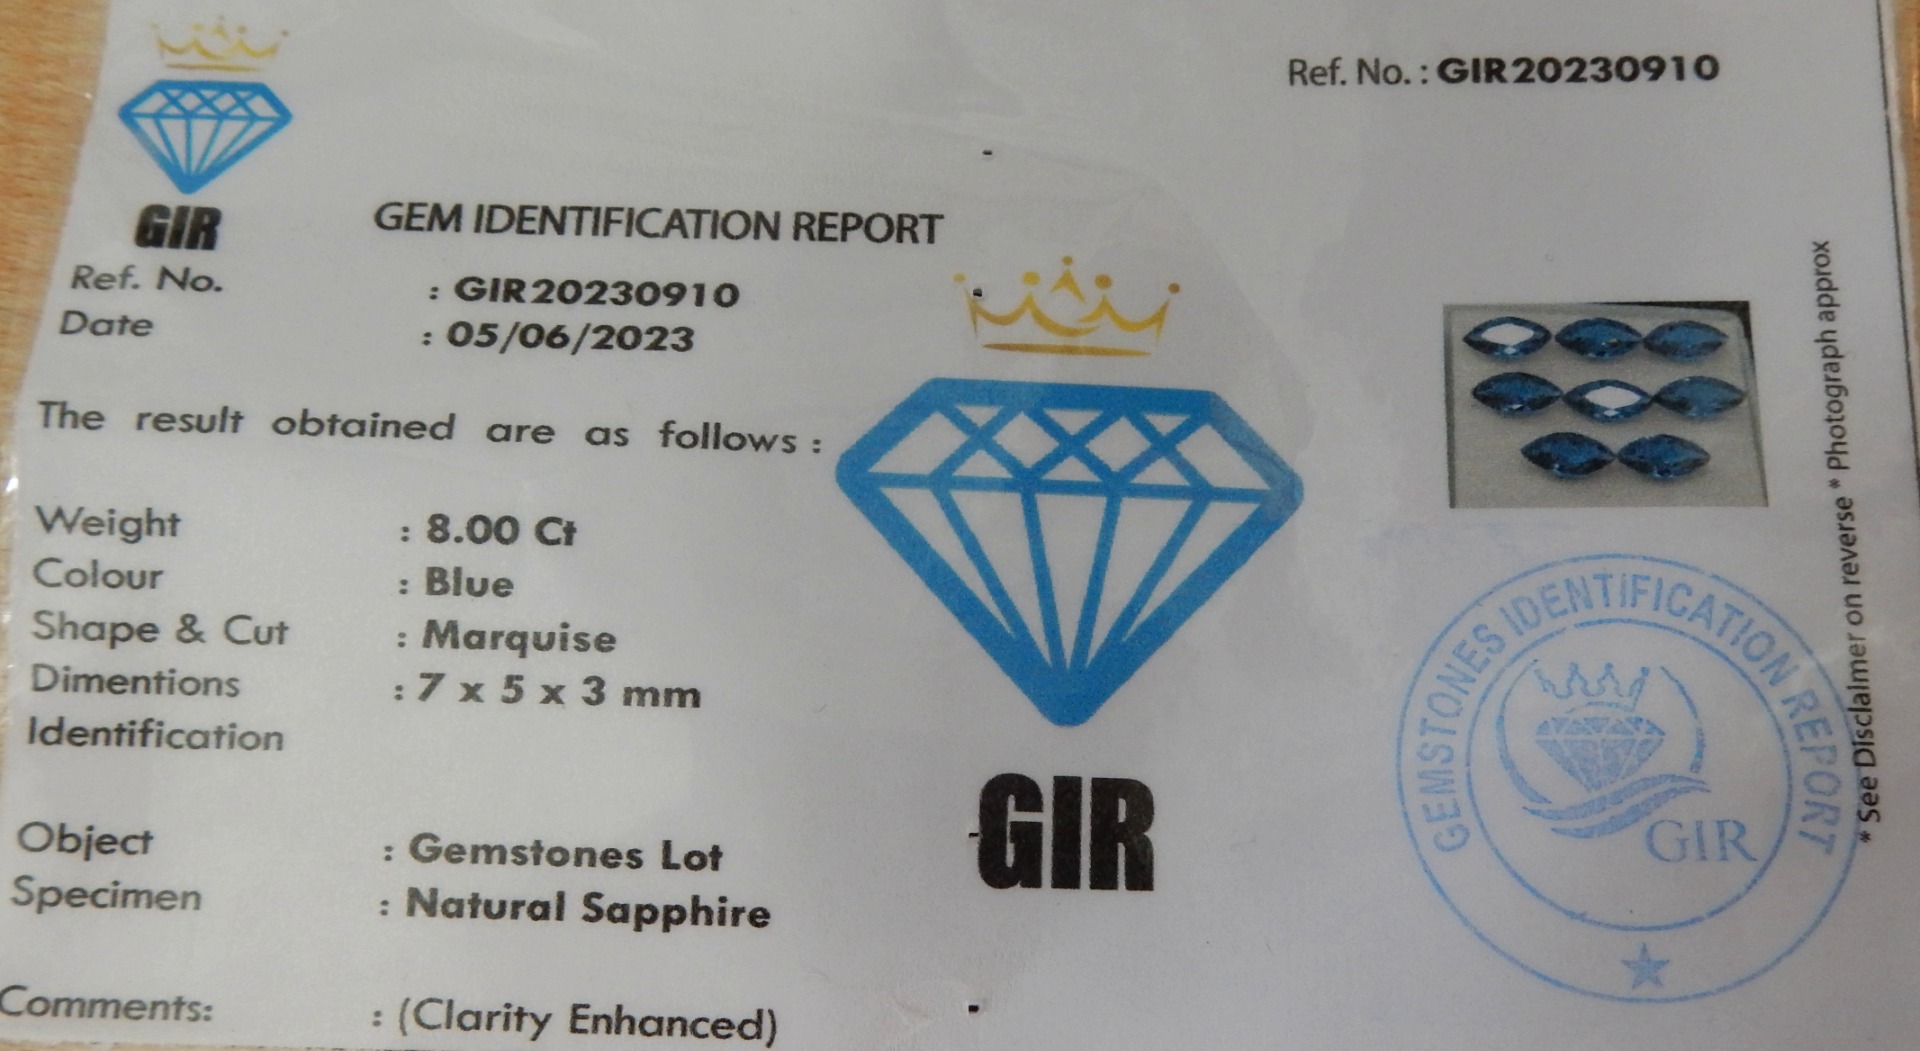 Ref. No. : GIR20230910
GIR
GEM IDENTIFICATION REPORT
Ref. No. : GIR20230910
Date : 05/06/2023
The result obtained are as follows :
Weight : 8.00 Ct
Colour : Blue
Shape & Cut : Marquise
Dimentions : 7 x 5 x 3 mm
Identification
Object : Gemstones Lot
Specimen : Natural Sapphire
Comments: : (Clarity Enhanced)
GIR
GEMSTONES IDENTIFICATION REPORT
GIR
* See Disclaimer on reverse * Photograph approx